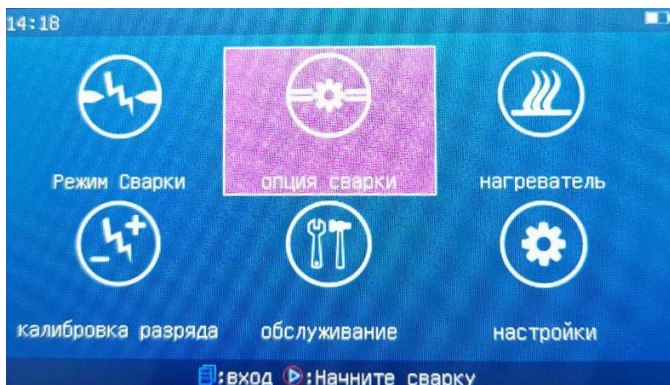 14:18
Режим Сварки
опция сварки
нагреватель
калибровка разряда
обслуживание
настройки
:вход :Начните сварку